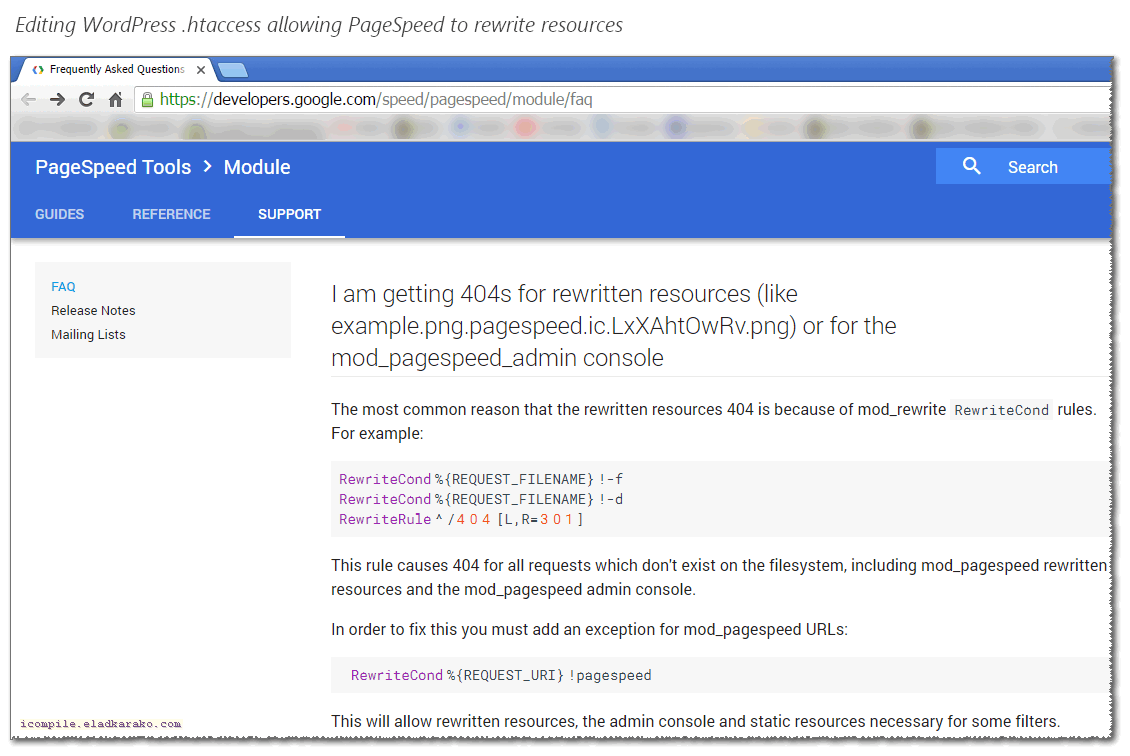 Editing WordPress .htaccess allowing PageSpeed to rewrite resources
Frequently Asked Questions
https://developers.google.com/speed/pagespeed/module/faq
PageSpeed Tools > Module
Search
GUIDES REFERENCE SUPPORT
FAQ
Release Notes
Mailing Lists
I am getting 404s for rewritten resources (like
example.png.pagespeed.ic.LxXAhtOwRv.png) or for the
mod_pagespeed_admin console
The most common reason that the rewritten resources 404 is because of mod_rewrite RewriteCond rules.
For example:
RewriteCond %{REQUEST_FILENAME} !-f
RewriteCond %{REQUEST_FILENAME} !-d
RewriteRule ^ /404 [L,R=301]
This rule causes 404 for all requests which don't exist on the filesystem, including mod_pagespeed rewritten
resources and the mod_pagespeed admin console.
In order to fix this you must add an exception for mod_pagespeed URLs:
RewriteCond %{REQUEST_URI} !pagespeed
This will allow rewritten resources, the admin console and static resources necessary for some filters.
icompile.eladkarako.com